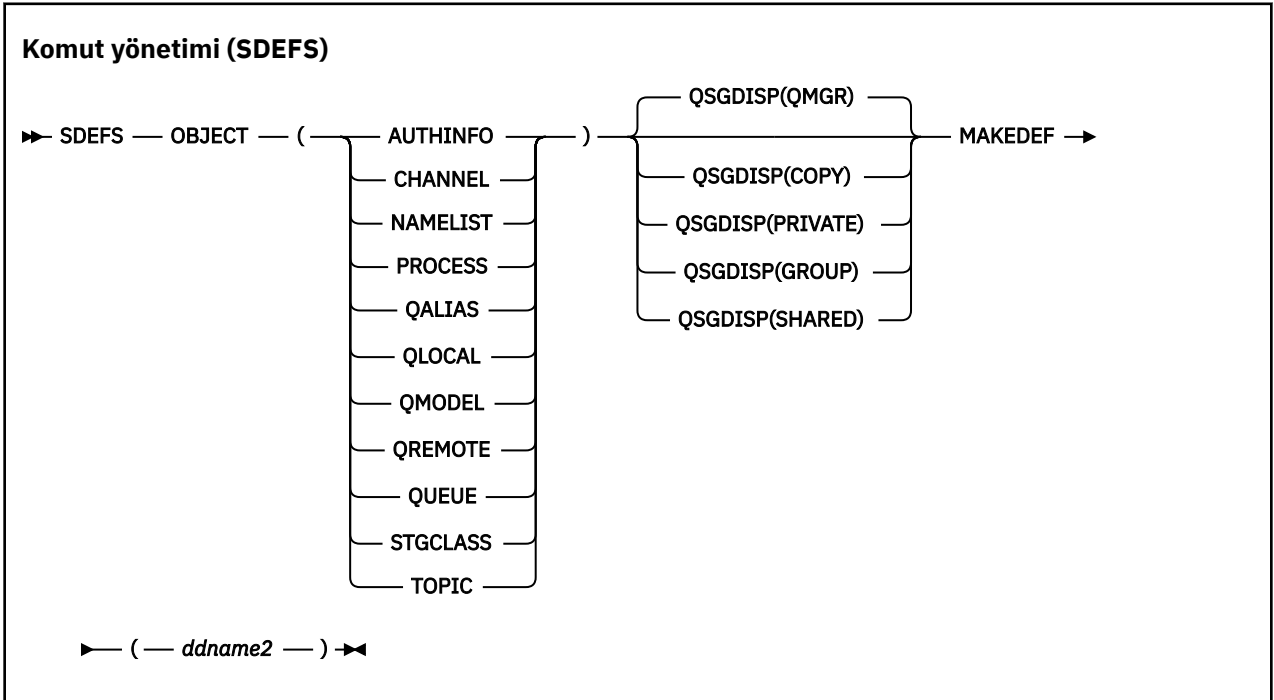 Komut yönetimi (SDEFS)
QSGDISP(QMGR)
SDEFS OBJECT ( AUTHINFO ) MAKEDEF
CHANNEL QSGDISP(COPY)
NAMELIST QSGDISP(PRIVATE)
PROCESS QSGDISP(GROUP)
QALIAS QSGDISP(SHARED)
QLOCAL
QMODEL
QREMOTE
QUEUE
STGCLASS
TOPIC
( ddname2 )